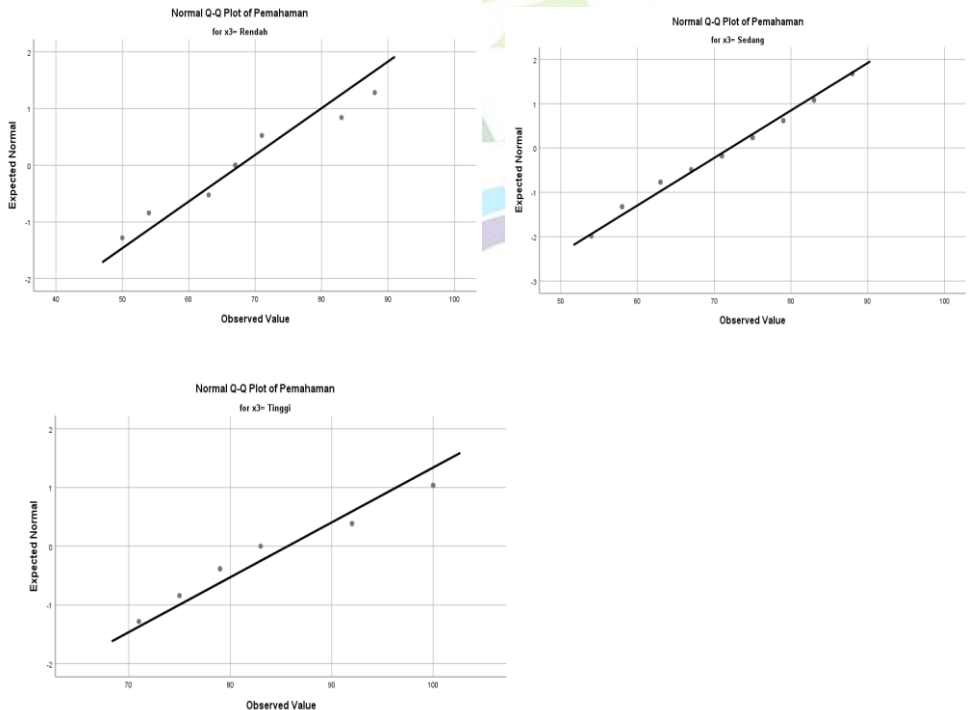 Normal Q-Q Plot of Pemahaman
for x3= Rendah
2
1
0
-1
-2
Expected Normal
40 50 60 70 80 90 100
Observed Value
Normal Q-Q Plot of Pemahaman
for x3= Sedang
2
1
0
-1
-2
-3
Expected Normal
50 60 70 80 90 100
Observed Value
Normal Q-Q Plot of Pemahaman
for x3= Tinggi
2
1
0
-1
-2
Expected Normal
70 80 90 100
Observed Value